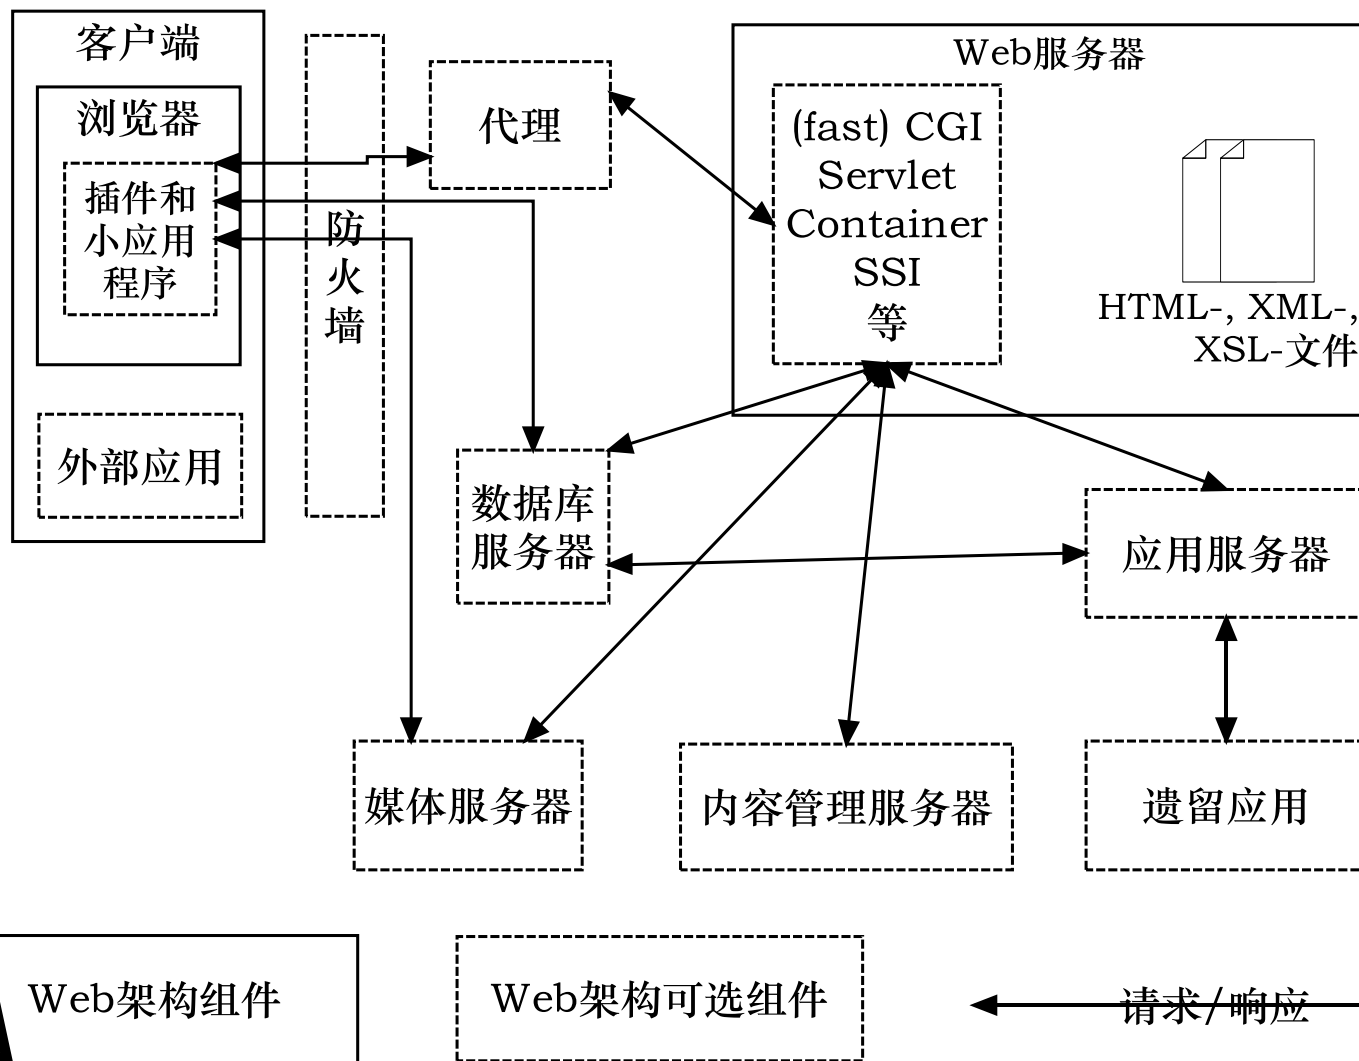 客户端
浏览器
插件和
小应用
程序
外部应用
防
火
墙
代理
Web服务器
(fast) CGI
Servlet
Container
SSI
等
HTML-, XML-,
XSL-文件
数据库
服务器
应用服务器
媒体服务器
内容管理服务器
遗留应用
Web架构组件
Web架构可选组件
请求/响应